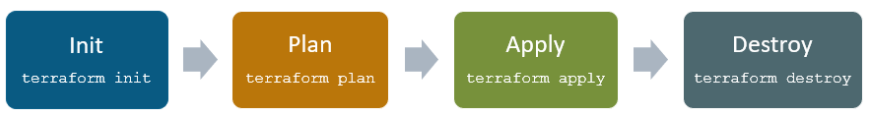 Init
terraform init
Plan
terraform plan
Apply
terraform apply
Destroy
terraform destroy